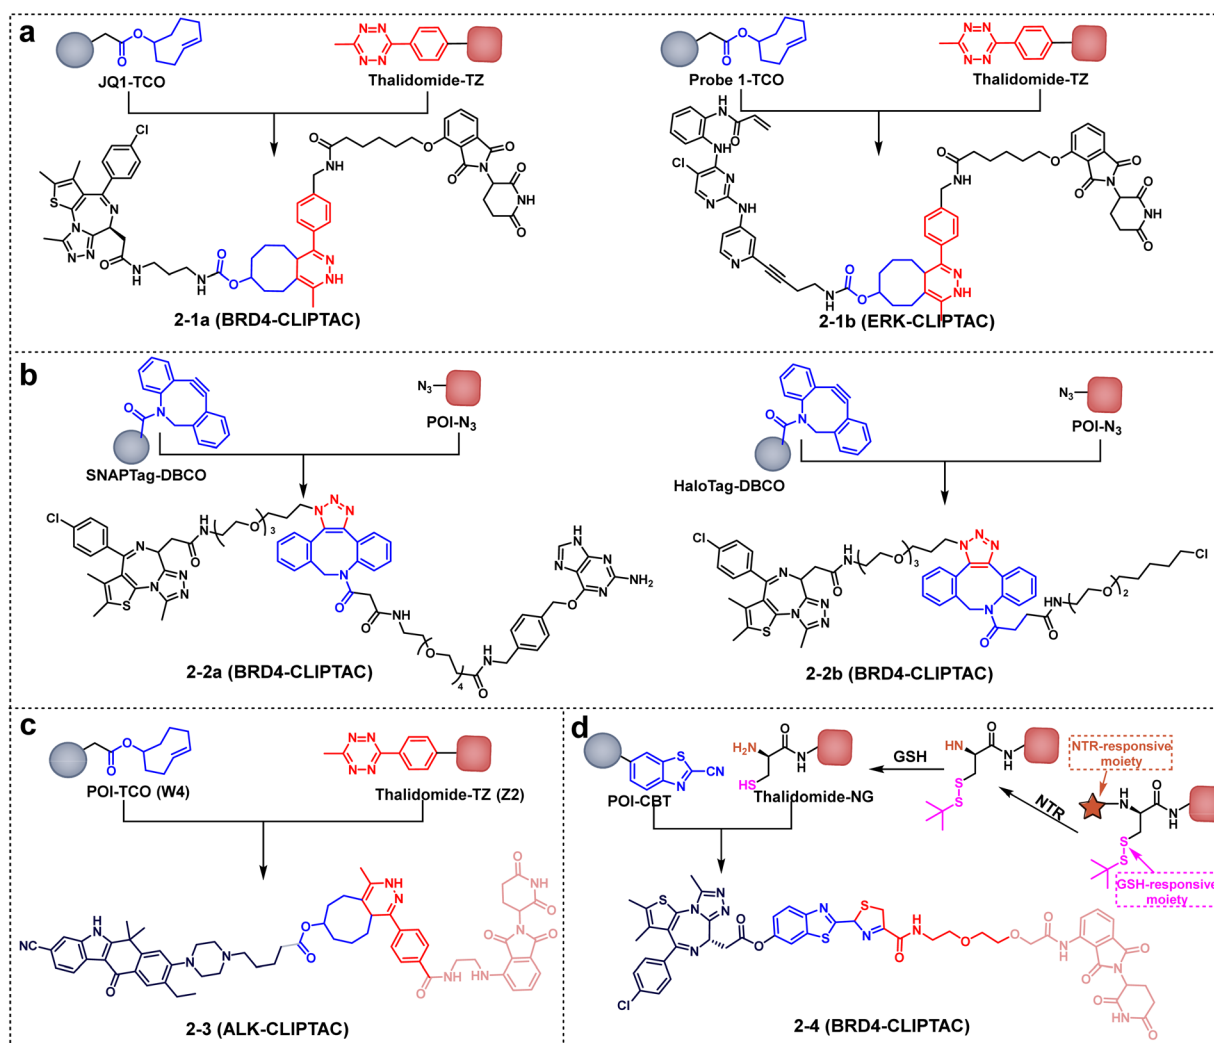 a
JQ1-TCO
Thalidomide-TZ
2-1a (BRD4-CLIPTAC)
Probe 1-TCO
Thalidomide-TZ
2-1b (ERK-CLIPTAC)
b
SNAPTag-DBCO
N3
POI-N3
2-2a (BRD4-CLIPTAC)
HaloTag-DBCO
N3
POI-N3
2-2b (BRD4-CLIPTAC)
c
POI-TCO (W4)
Thalidomide-TZ (Z2)
2-3 (ALK-CLIPTAC)
d
POI-CBT
Thalidomide-NG
GSH
NTR
NTR-responsive
moiety
GSH-responsive
moiety
2-4 (BRD4-CLIPTAC)